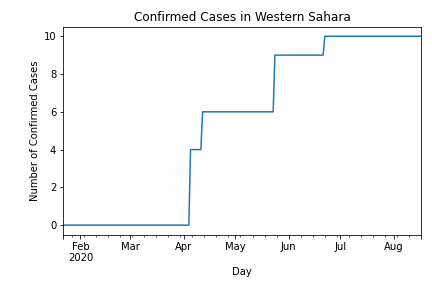 Confirmed Cases in Western Sahara
Number of Confirmed Cases
10
8
6
4
2
0
Feb Mar Apr May Jun Jul Aug
2020
Day